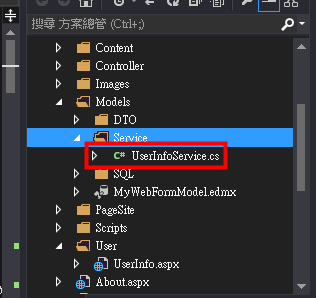 搜尋 方案總管 (Ctrl+;)
Content
Controller
Images
Models
DTO
Service
C# UserInfoService.cs
SQL
MyWebFormModel.edmx
PageSite
Scripts
User
UserInfo.aspx
About.aspx